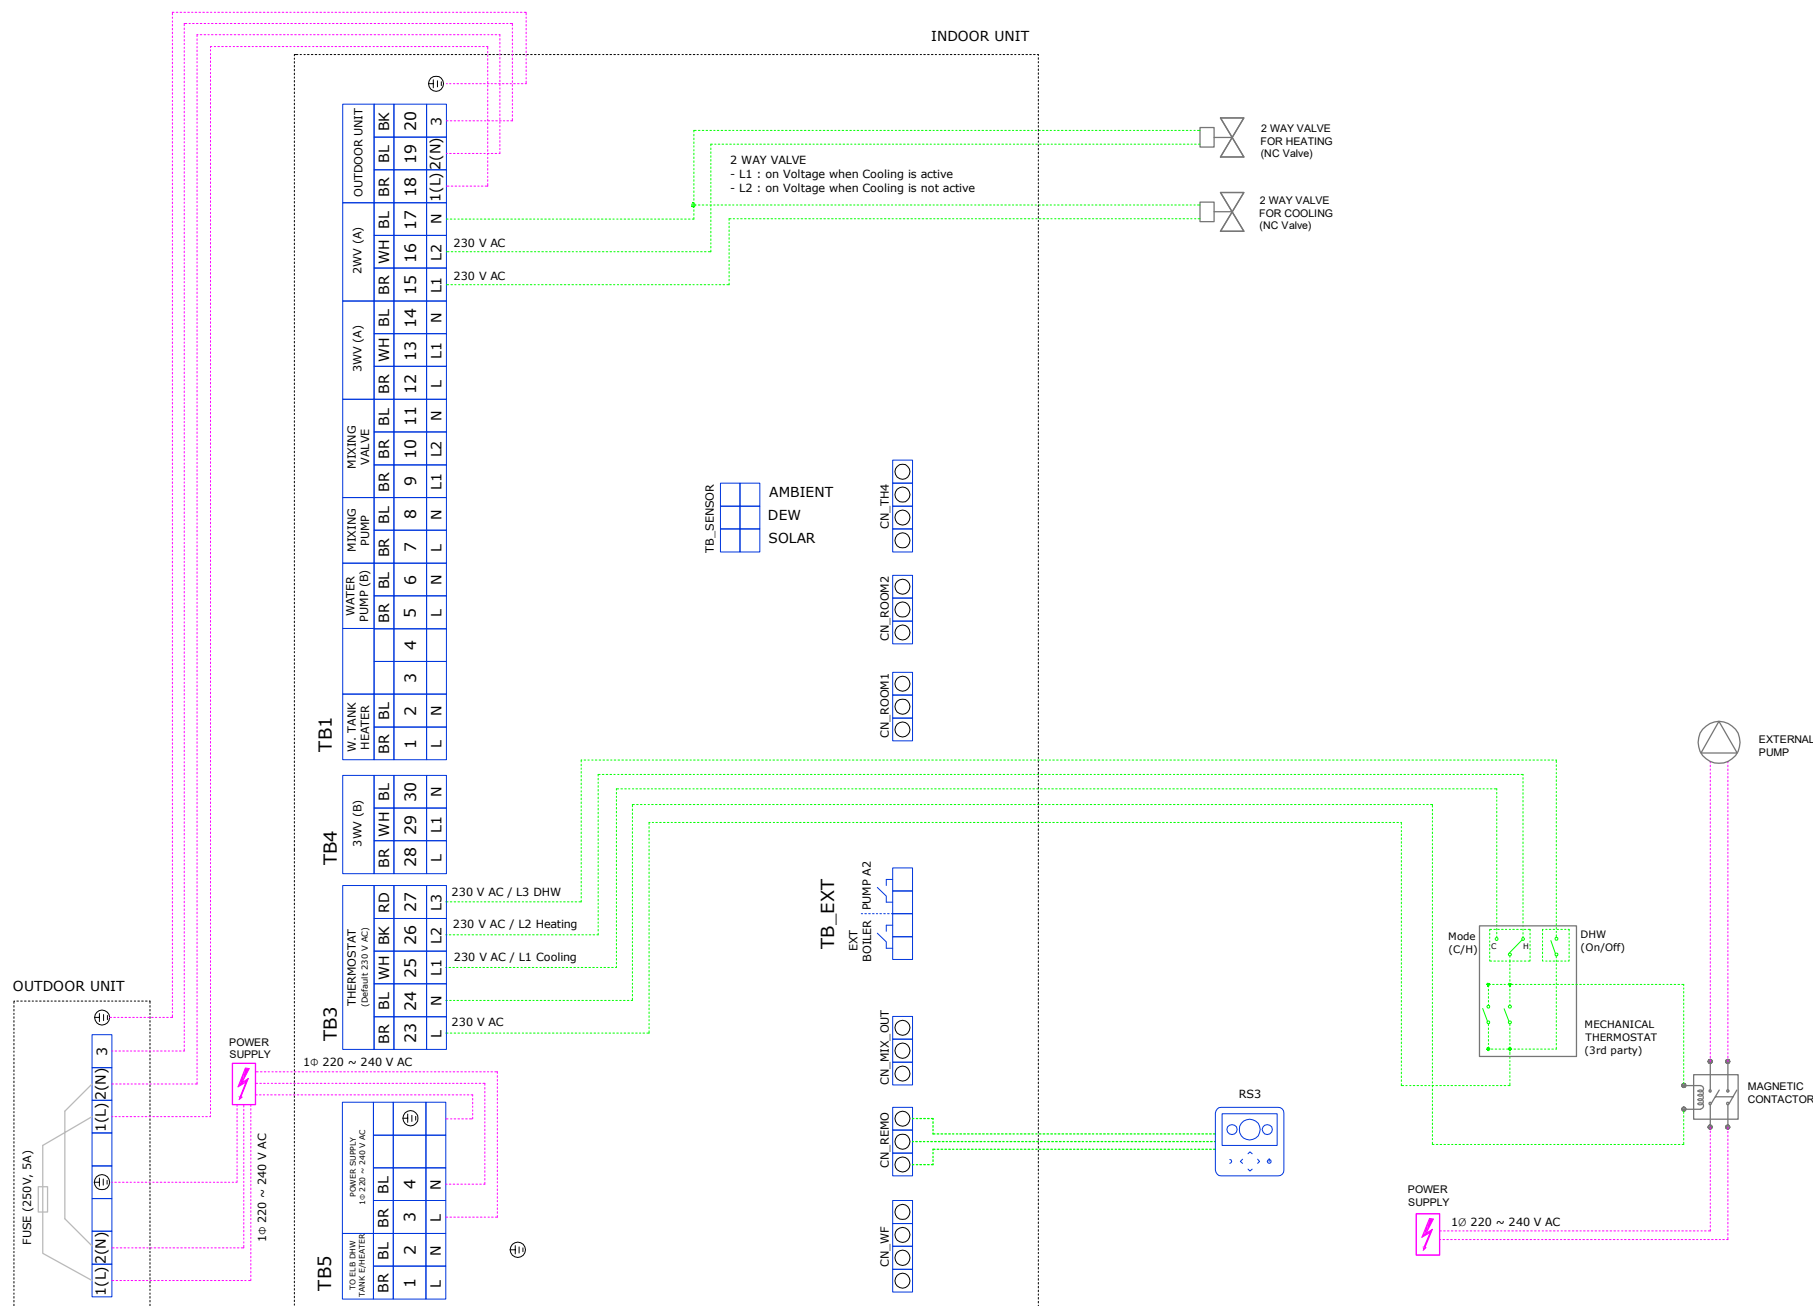 INDOOR UNIT
OUTDOOR UNIT
BK 20 3
BL 19 2(N)
BR 18 1(L)
2WV (A)
BL 17 N
WH 16 L2
BR 15 L1
3WV (A)
BL 14 N
WH 13 L1
BR 12 L
MIXING
VALVE
BL 11 N
BR 10 L2
BR 9 L1
MIXING
PUMP
BL 8 N
BR 7 L
WATER
PUMP (B)
BL 6 N
BR 5 L
4
3
W. TANK
HEATER
BL 2 N
BR 1 L
TB1
230 V AC
230 V AC
2 WAY VALVE
- L1 : on Voltage when Cooling is active
- L2 : on Voltage when Cooling is not active
2 WAY VALVE
FOR HEATING
(NC Valve)
2 WAY VALVE
FOR COOLING
(NC Valve)
TB_SENSOR
AMBIENT
DEW
SOLAR
CN_TH4
CN_ROOM2
CN_ROOM1
TB4
3WV (B)
BL 30 N
WH 29 L1
BR 28 L
TB3
THERMOSTAT
(Default 230 V AC)
RD 27 L3
BK 26 L2
WH 25 L1
BL 24 N
BR 23 L
230 V AC / L3 DHW
230 V AC / L2 Heating
230 V AC / L1 Cooling
230 V AC
TB_EXT
PUMP A2
EXT
BOILER
CN_MIX_OUT
CN_REMO
CN_WF
RS3
EXTERNAL
PUMP
Mode
(C/H)
C
H
DHW
(On/Off)
MECHANICAL
THERMOSTAT
(3rd party)
MAGNETIC
CONTACTOR
POWER
SUPPLY
1Ø 220 ~ 240 V AC
OUTDOOR UNIT
3
2(N)
1(L)
2(N)
1(L)
FUSE (250V, 5A)
POWER
SUPPLY
1Φ 220 ~ 240 V AC
1Φ 220 ~ 240 V AC
TB5
POWER SUPPLY
1Φ 220 ~ 240 V AC
BL 4 N
BR 3 L
TO ELB DHW
TANK E/HEATER
BL 2 N
BR 1 L